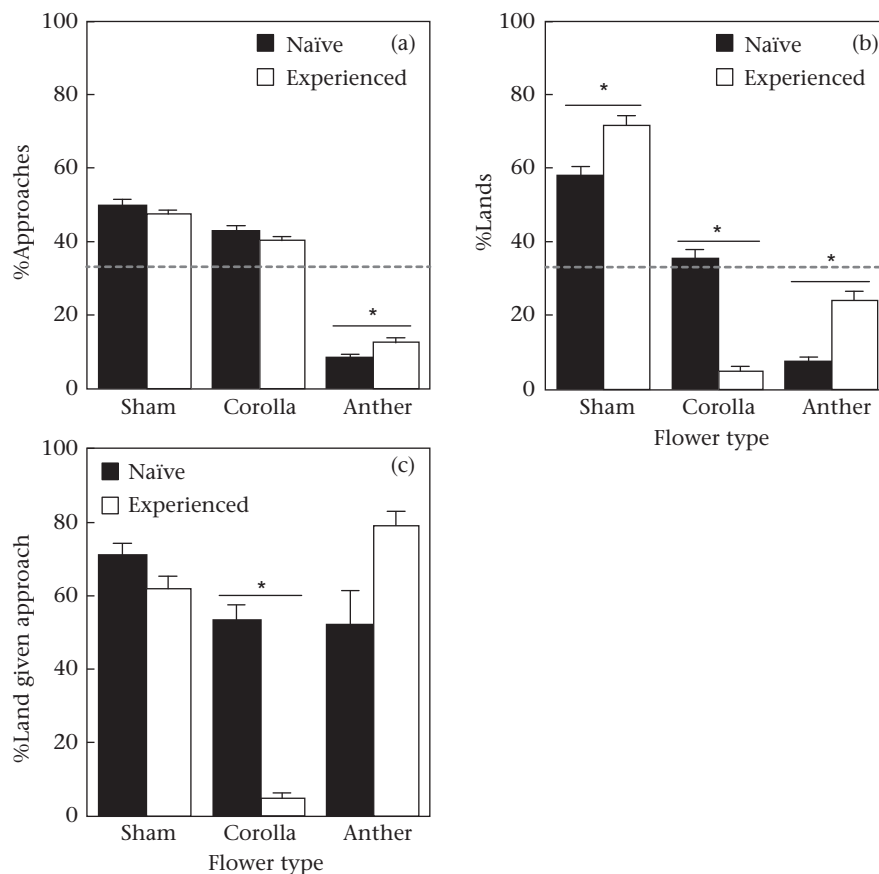 100
80
60
40
20
0
%Approaches
Naïve
Experienced
(a)
*
Sham Corolla Anther
100
80
60
40
20
0
%Lands
Naïve
Experienced
(b)
*
*
*
Sham Corolla Anther
Flower type
100
80
60
40
20
0
%Land given approach
Naïve
Experienced
(c)
*
Sham Corolla Anther
Flower type